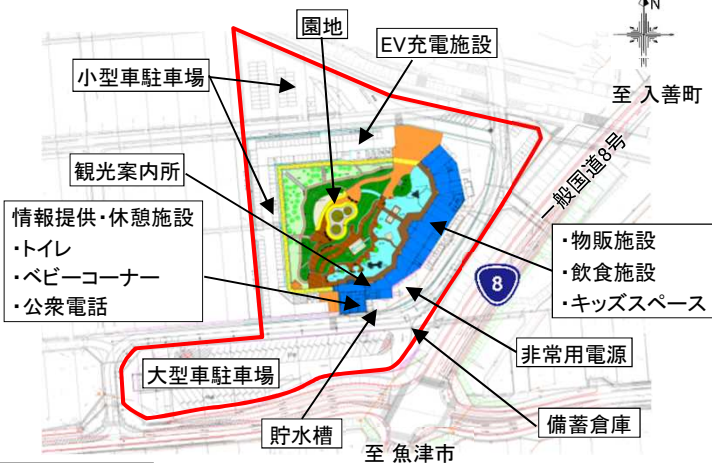 N
園地
EV充電施設
小型車駐車場
至 入善町
一般国道8号
観光案内所
情報提供・休憩施設
・トイレ
・ベビーコーナー
・公衆電話
・物販施設
・飲食施設
・キッズスペース
8
非常用電源
大型車駐車場
備蓄倉庫
貯水槽
至 魚津市